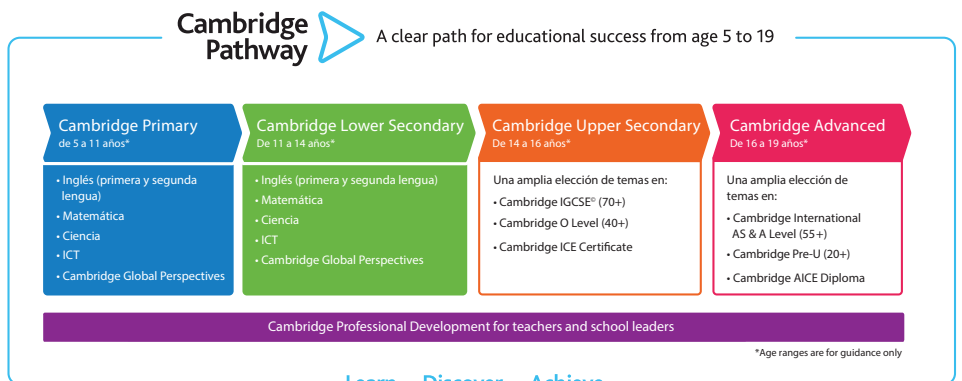 Cambridge
Pathway
A clear path for educational success from age 5 to 19
Cambridge Primary
de 5 a 11 años*
• Inglés (primera y segunda
lengua)
• Matemática
• Ciencia
• ICT
• Cambridge Global Perspectives
Cambridge Lower Secondary
De 11 a 14 años*
• Inglés (primera y segunda lengua)
• Matemática
• Ciencia
• ICT
• Cambridge Global Perspectives
Cambridge Upper Secondary
De 14 a 16 años*
Una amplia elección de temas en:
• Cambridge IGCSE© (70+)
• Cambridge O Level (40+)
• Cambridge ICE Certificate
Cambridge Advanced
De 16 a 19 años*
Una amplia elección de
temas en:
• Cambridge International
AS & A Level (55+)
• Cambridge Pre-U (20+)
• Cambridge AICE Diploma
Cambridge Professional Development for teachers and school leaders
*Age ranges are for guidance only
Learn Discover Achieve